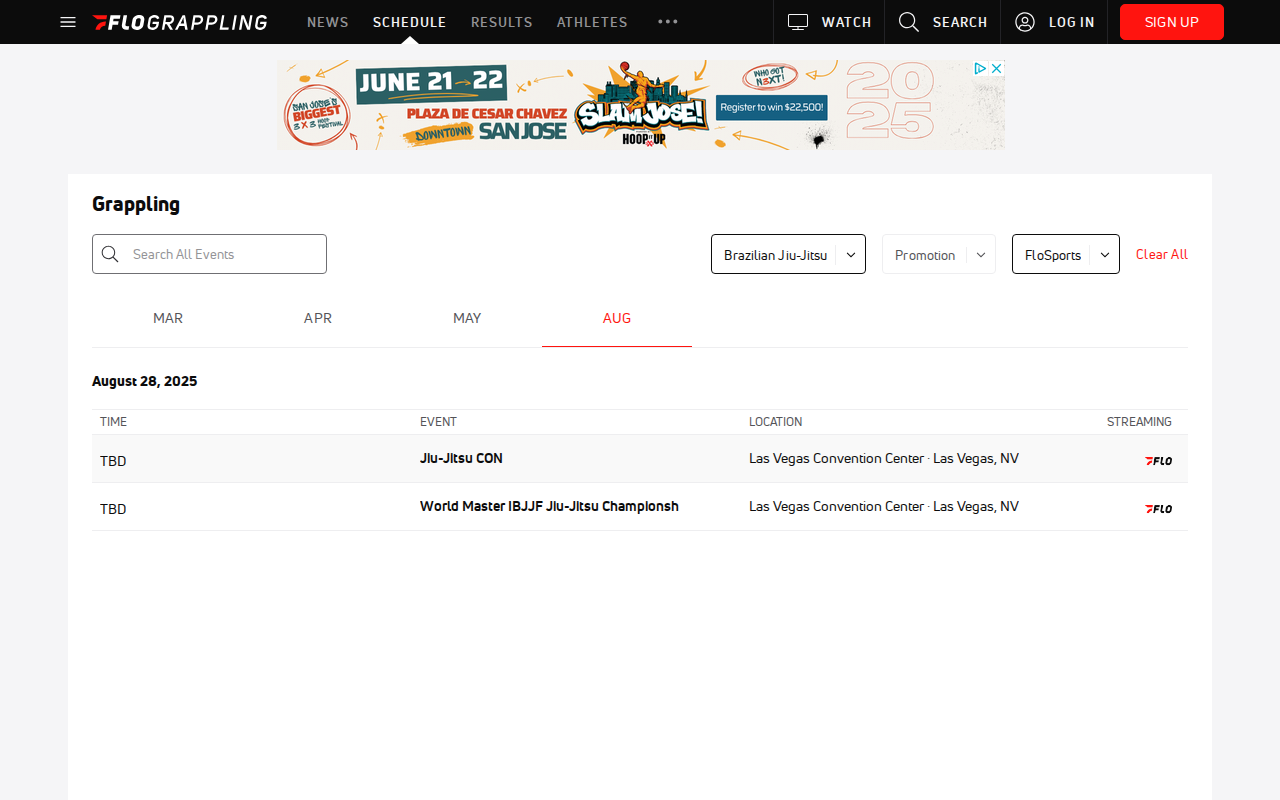 FLOGRAPPLING
NEWS
SCHEDULE
RESULTS
ATHLETES
WATCH
SEARCH
LOG IN
SIGN UP
SAN JOSE'S
BIGGEST
3 X 3 HOOP
FESTIVAL
JUNE 21 → 22
PLAZA DE CESAR CHAVEZ
DOWNTOWN SAN JOSE
SLAM JOSE!
HOOP IT UP
WHO GOT
N3XT!
Register to win $22,500!
2025
Grappling
Search All Events
Brazilian Jiu-Jitsu
Promotion
FloSports
Clear All
MAR
APR
MAY
AUG
August 28, 2025
TIME EVENT LOCATION STREAMING
TBD Jiu-Jitsu CON Las Vegas Convention Center · Las Vegas, NV FLO
TBD World Master IBJJF Jiu-Jitsu Championsh Las Vegas Convention Center · Las Vegas, NV FLO